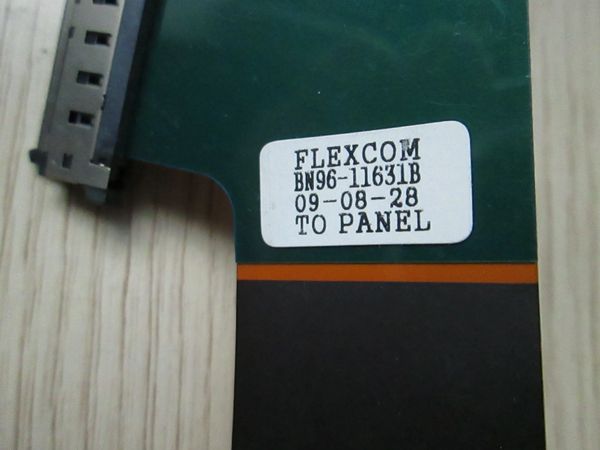 FLEXCOM
BN96-11631B
09-08-28
TO PANEL